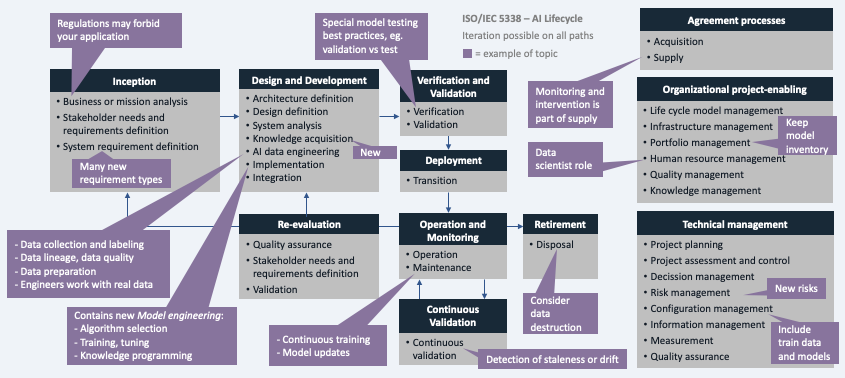 Regulations may forbid
your application
Special model testing
best practices, eg.
validation vs test
ISO/IEC 5338 – AI Lifecycle
Iteration possible on all paths
= example of topic
Inception
• Business or mission analysis
• Stakeholder needs and
requirements definition
• System requirement definition
Many new
requirement types
Design and Development
• Architecture definition
• Design definition
• System analysis
• Knowledge acquisition
• AI data engineering
• Implementation
• Integration
New
Verification and
Validation
• Verification
• Validation
Deployment
• Transition
Re-evaluation
• Quality assurance
• Stakeholder needs and
requirements definition
• Validation
Operation and
Monitoring
• Operation
• Maintenance
Retirement
• Disposal
Consider
data
destruction
Continuous
Validation
• Continuous
validation
Detection of staleness or drift
- Continuous training
- Model updates
- Data collection and labeling
- Data lineage, data quality
- Data preparation
- Engineers work with real data
Contains new Model engineering:
- Algorithm selection
- Training, tuning
- Knowledge programming
Agreement processes
• Acquisition
• Supply
Monitoring and
intervention is
part of supply
Organizational project-enabling
• Life cycle model management
• Infrastructure management
• Portfolio management
• Human resource management
• Quality management
• Knowledge management
Keep
model
inventory
Data
scientist role
Technical management
• Project planning
• Project assessment and control
• Decission management
• Risk management
• Configuration management
• Information management
• Measurement
• Quality assurance
New risks
Include
train data
and models